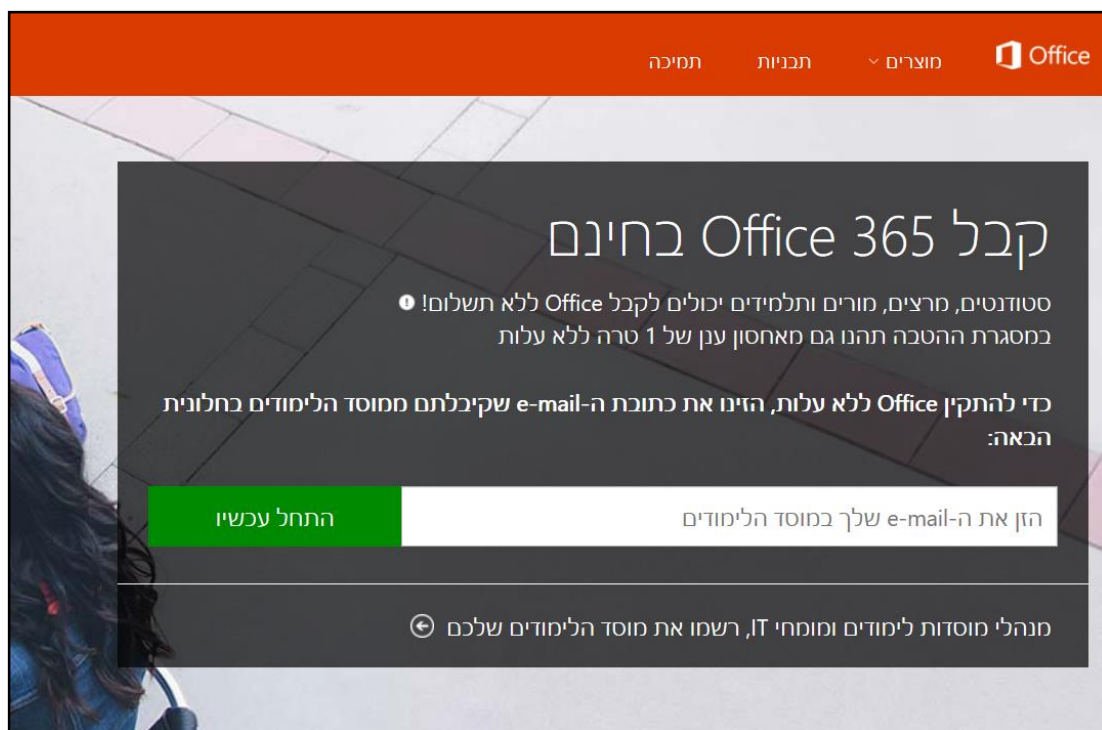 Office
מוצרים
תבניות
תמיכה
קבל Office 365 בחינם
סטודנטים, מרצים, מורים ותלמידים יכולים לקבל Office ללא תשלום!
במסגרת ההטבה תהנו גם מאחסון ענן של 1 טרה ללא עלות
כדי להתקין Office ללא עלות, הזינו את כתובת ה-e-mail שקיבלתם ממוסד הלימודים בחלונית
הבאה:
הזן את ה-e-mail שלך במוסד הלימודים
התחל עכשיו
מנהלי מוסדות לימודים ומומחי IT, רשמו את מוסד הלימודים שלכם